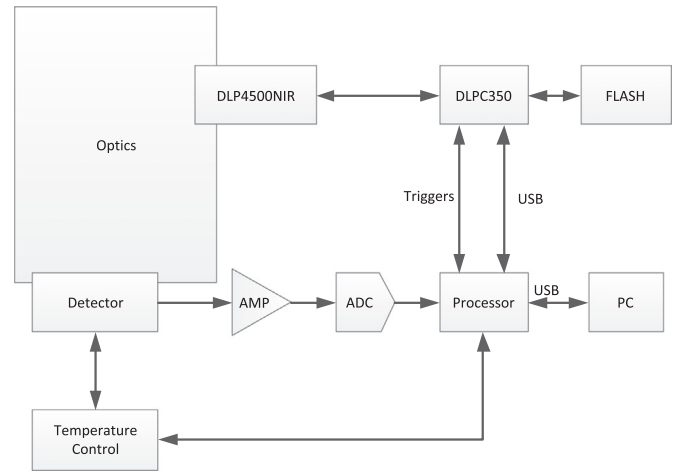 DLP4500NIR
DLPC350
FLASH
Optics
Triggers
USB
Detector
AMP
ADC
Processor
USB
PC
Temperature
Control